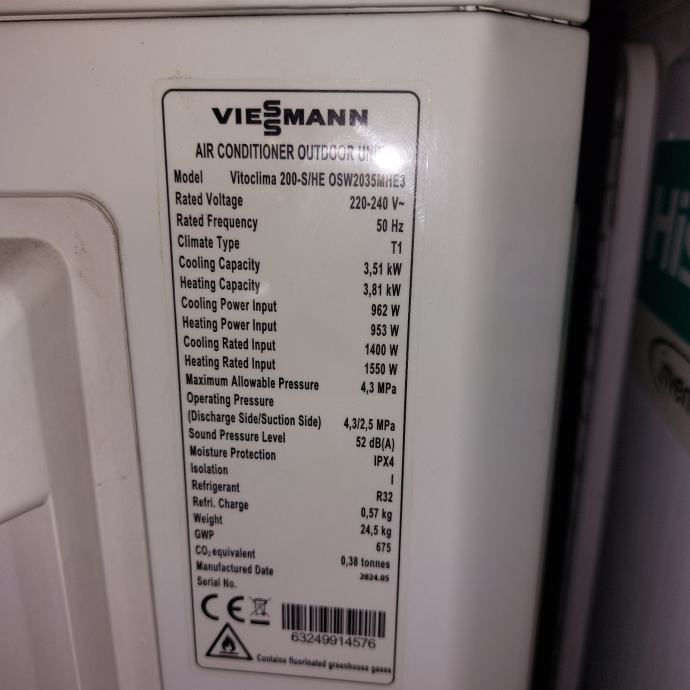 VIESSMANN
AIR CONDITIONER OUTDOOR UNIT
Model Vitoclima 200-S/HE OSW2035MHE3
Rated Voltage 220-240 V~
Rated Frequency 50 Hz
Climate Type T1
Cooling Capacity 3,51 kW
Heating Capacity 3,81 kW
Cooling Power Input 962 W
Heating Power Input 953 W
Cooling Rated Input 1400 W
Heating Rated Input 1550 W
Maximum Allowable Pressure 4,3 MPa
Operating Pressure
(Discharge Side/Suction Side) 4,3/2,5 MPa
Sound Pressure Level 52 dB(A)
Moisture Protection IPX4
Isolation I
Refrigerant R32
Refri. Charge 0,57 kg
Weight 24,5 kg
GWP 675
CO₂ equivalent 0,38 tonnes
Manufactured Date 2024.05
Serial No.
CE
63249914576
Contains fluorinated greenhouse gases